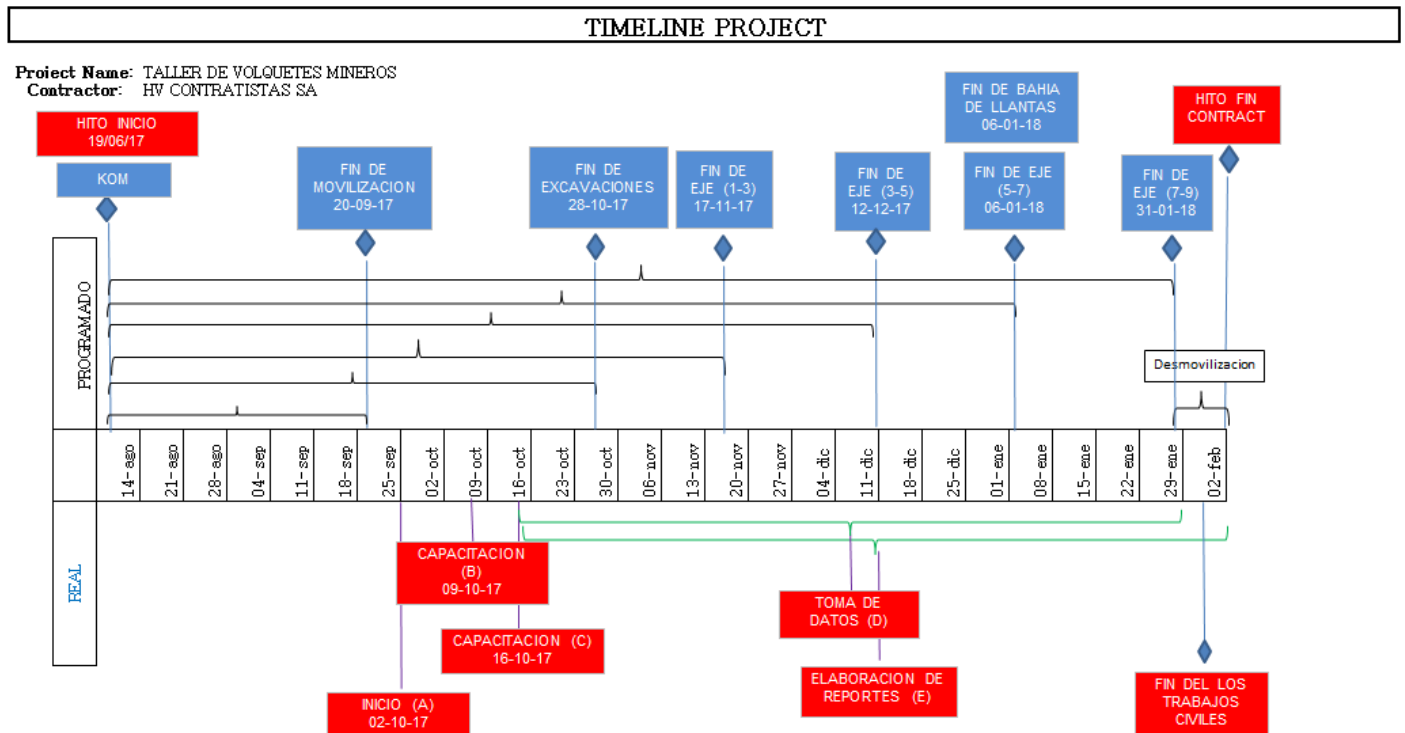 TIMELINE PROJECT
Project Name: TALLER DE VOLQUETES MINEROS
Contractor: HV CONTRATISTAS SA
HITO INICIO
19/06/17
KOM
FIN DE
MOVILIZACION
20-09-17
FIN DE
EXCAVACIONES
28-10-17
FIN DE
EJE (1-3)
17-11-17
FIN DE
EJE (3-5)
12-12-17
FIN DE BAHIA
DE LLANTAS
06-01-18
FIN DE EJE
(5-7)
06-01-18
FIN DE
EJE (7-9)
31-01-18
HITO FIN
CONTRACT
PROGRAMADO
Desmovilizacion
14-ago
21-ago
28-ago
04-sep
11-sep
18-sep
25-sep
02-oct
09-oct
16-oct
23-oct
30-oct
06-nov
13-nov
20-nov
27-nov
04-dic
11-dic
18-dic
25-dic
01-ene
08-ene
15-ene
22-ene
29-ene
02-feb
REAL
CAPACITACION
(B)
09-10-17
CAPACITACION (C)
16-10-17
INICIO (A)
02-10-17
TOMA DE
DATOS (D)
ELABORACION DE
REPORTES (E)
FIN DEL LOS
TRABAJOS
CIVILES